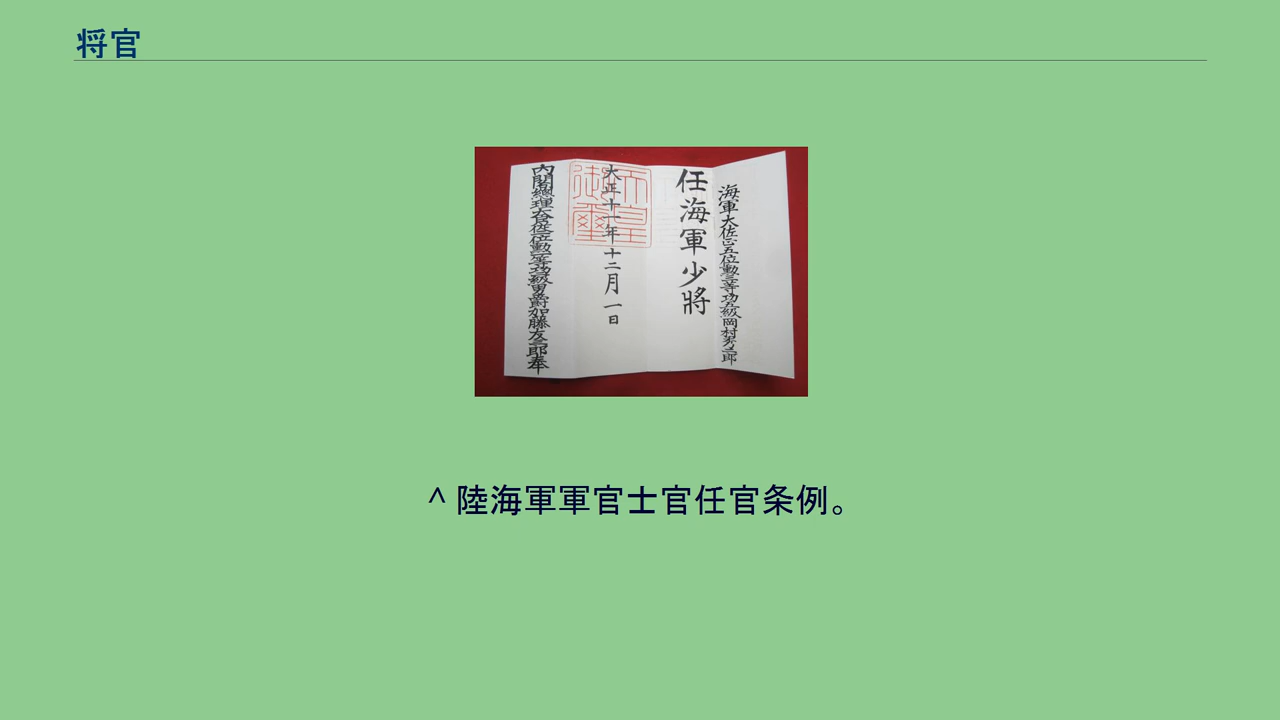 将官
海軍大佐正五位勲三等功五級岡村秀三郎
任海軍少將
大正十一年十二月一日
天皇御璽
內閣總理大臣從二位勲一等功二級男爵加藤友三郎奉
^ 陸海軍軍官士官任官条例。